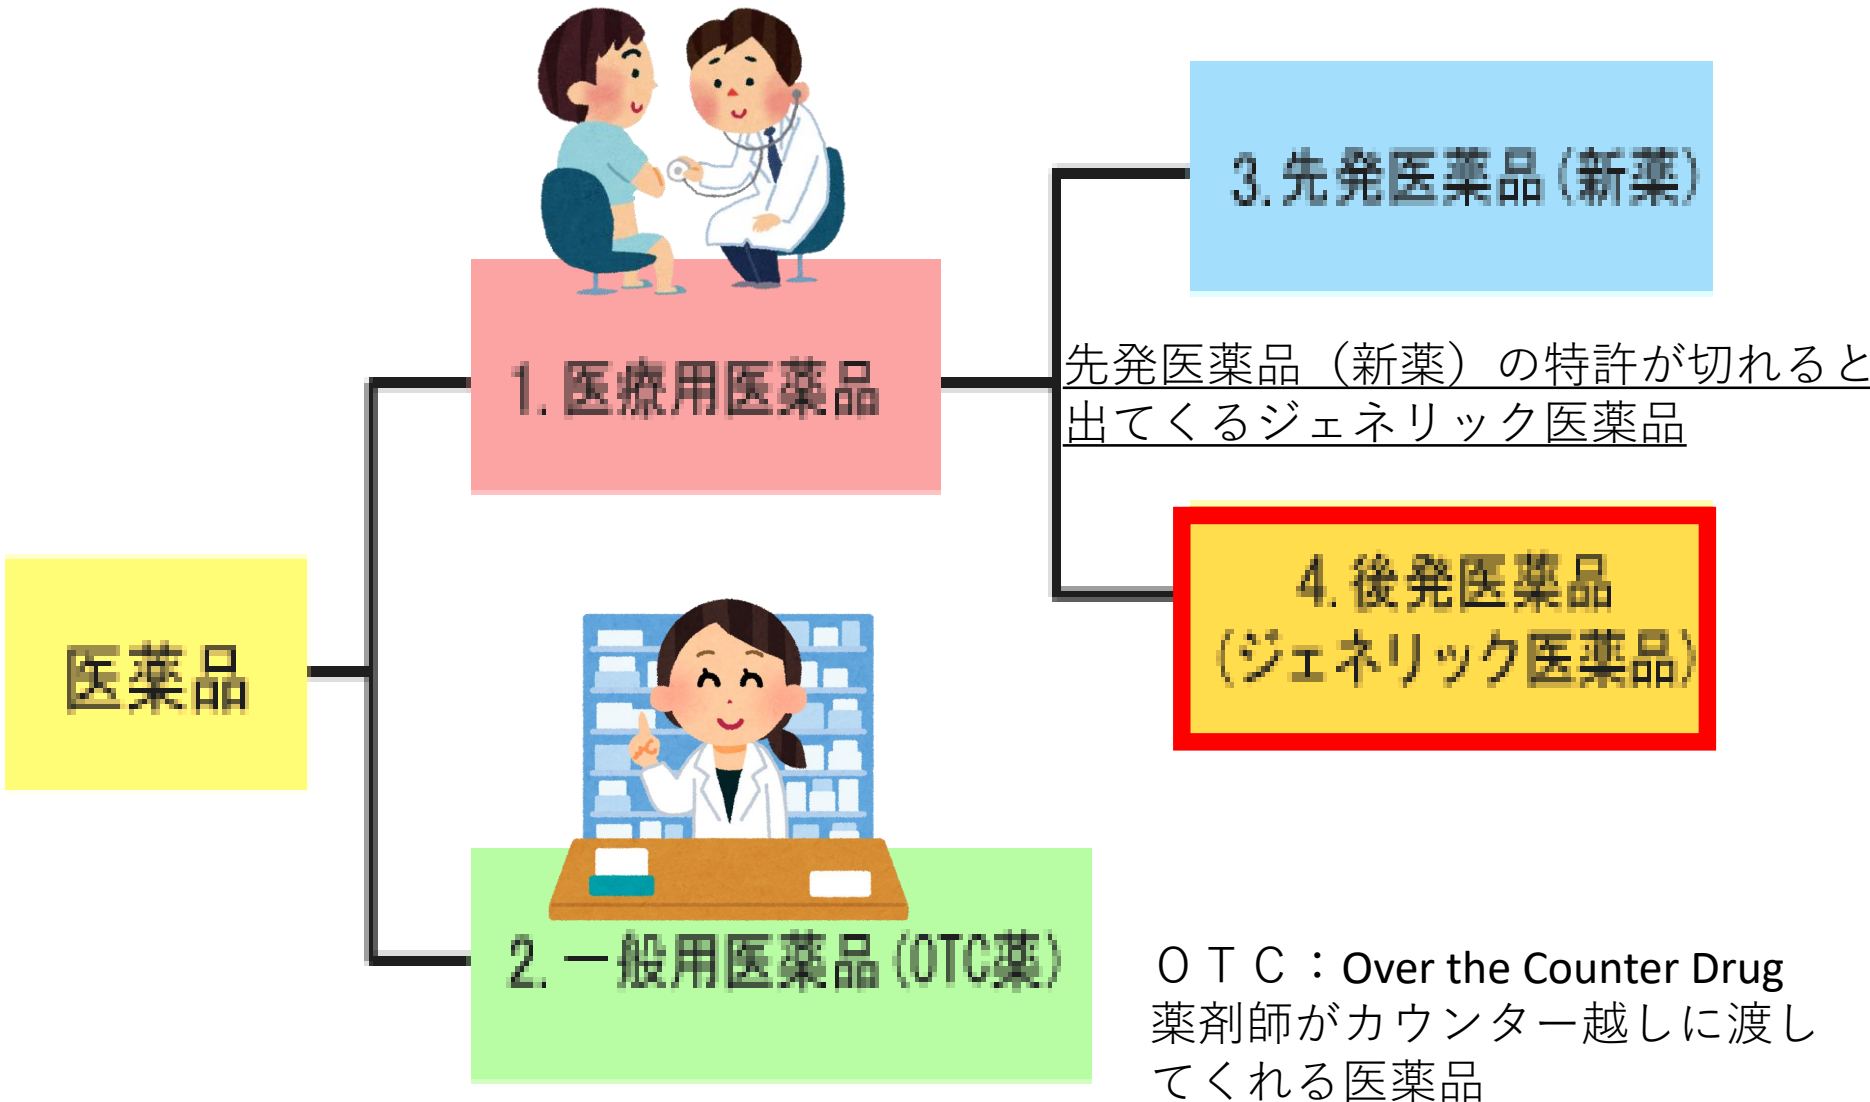 医薬品
1.医療用医薬品
2.一般用医薬品(OTC薬)
3.先発医薬品(新薬)
先発医薬品（新薬）の特許が切れると
出てくるジェネリック医薬品
4.後発医薬品
(ジェネリック医薬品)
ＯＴＣ：Over the Counter Drug
薬剤師がカウンター越しに渡し
てくれる医薬品